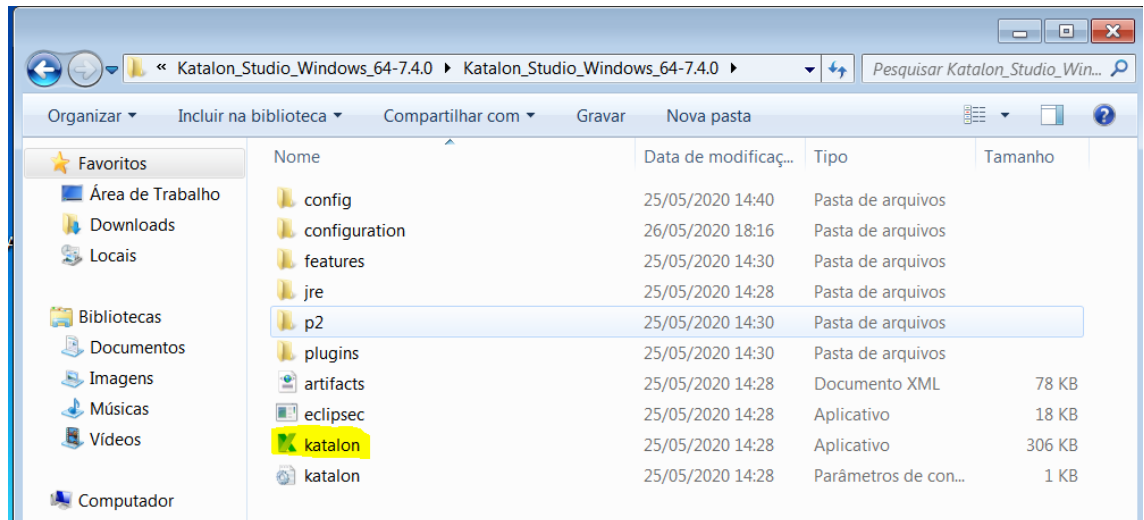 « Katalon_Studio_Windows_64-7.4.0 Katalon_Studio_Windows_64-7.4.0 Pesquisar Katalon_Studio_Win...
Organizar Incluir na biblioteca Compartilhar com Gravar Nova pasta
Favoritos Nome Data de modificaç... Tipo Tamanho
Área de Trabalho config 25/05/2020 14:40 Pasta de arquivos
Downloads configuration 26/05/2020 18:16 Pasta de arquivos
Locais features 25/05/2020 14:30 Pasta de arquivos
jre 25/05/2020 14:28 Pasta de arquivos
Bibliotecas p2 25/05/2020 14:30 Pasta de arquivos
Documentos plugins 25/05/2020 14:30 Pasta de arquivos
Imagens artifacts 25/05/2020 14:28 Documento XML 78 KB
Músicas eclipsec 25/05/2020 14:28 Aplicativo 18 KB
Vídeos katalon 25/05/2020 14:28 Aplicativo 306 KB
katalon 25/05/2020 14:28 Parâmetros de con... 1 KB
Computador